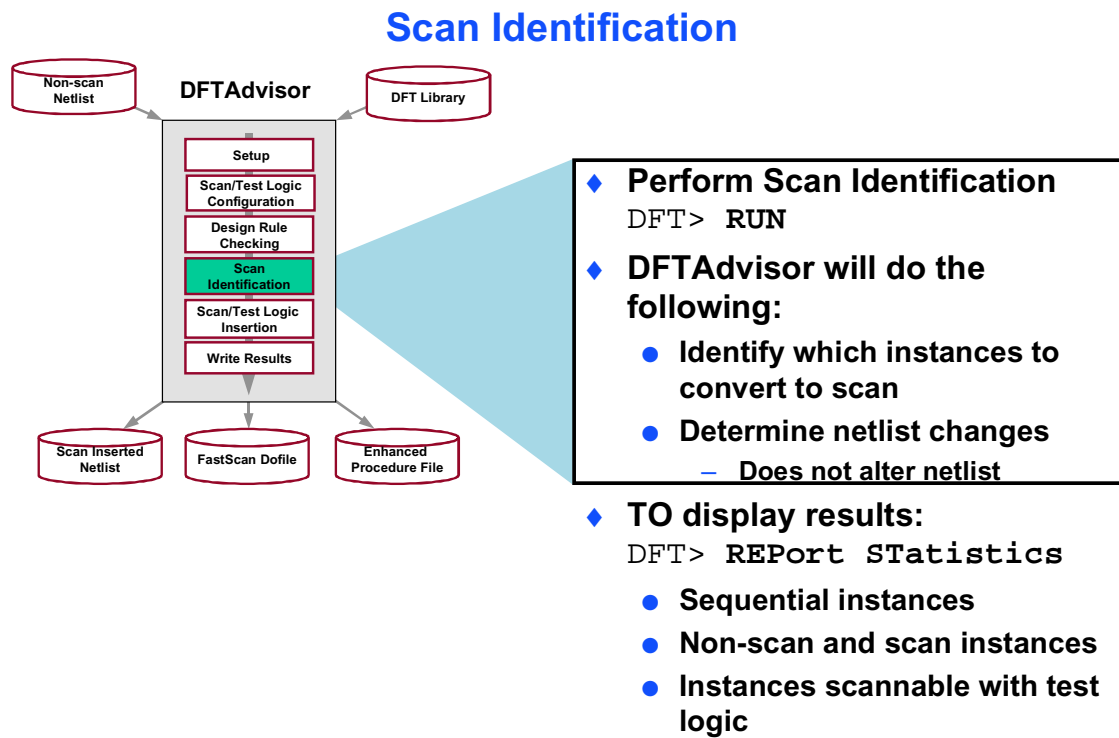 Scan Identification
Non-scan
Netlist
DFTAdvisor
DFT Library
Setup
Scan/Test Logic
Configuration
Design Rule
Checking
Scan
Identification
Scan/Test Logic
Insertion
Write Results
Scan Inserted
Netlist
FastScan Dofile
Enhanced
Procedure File
♦ Perform Scan Identification
DFT> RUN
♦ DFTAdvisor will do the
following:
● Identify which instances to
convert to scan
● Determine netlist changes
– Does not alter netlist
♦ TO display results:
DFT> REPort STatistics
● Sequential instances
● Non-scan and scan instances
● Instances scannable with test
logic